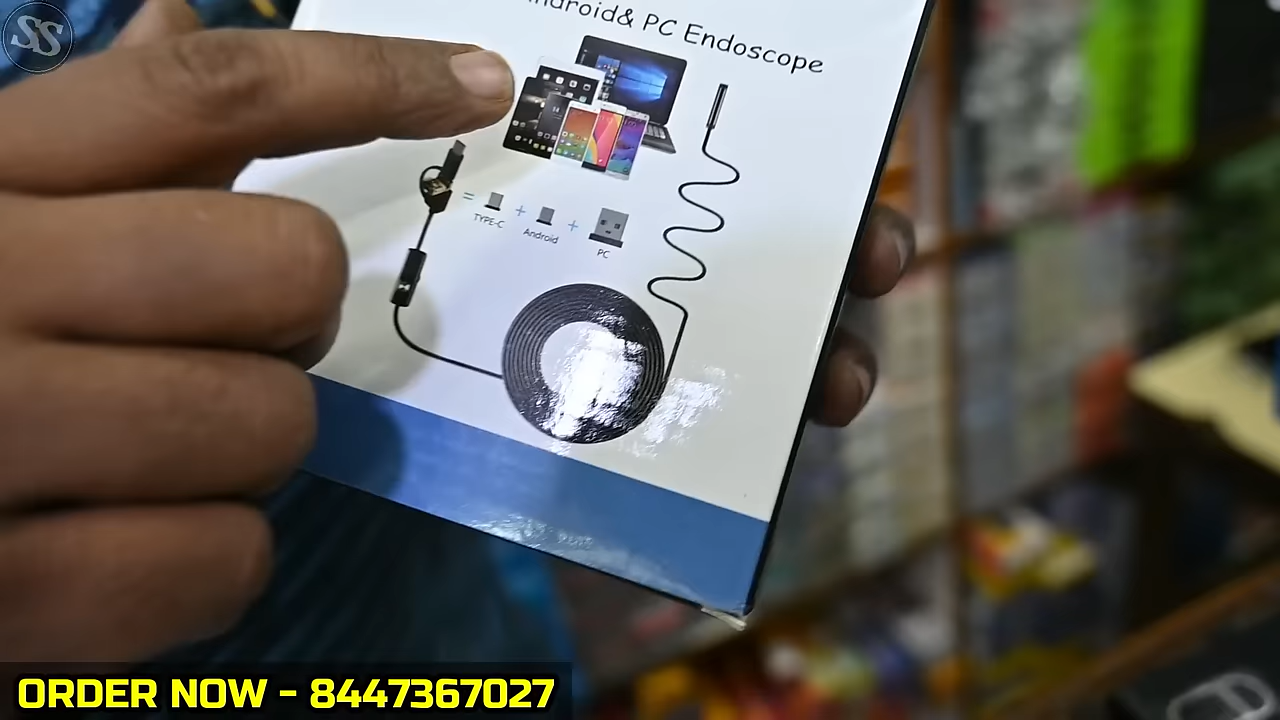 SS
ndroid& PC Endoscope
= TYPE-C + Android + PC
ORDER NOW - 8447367027